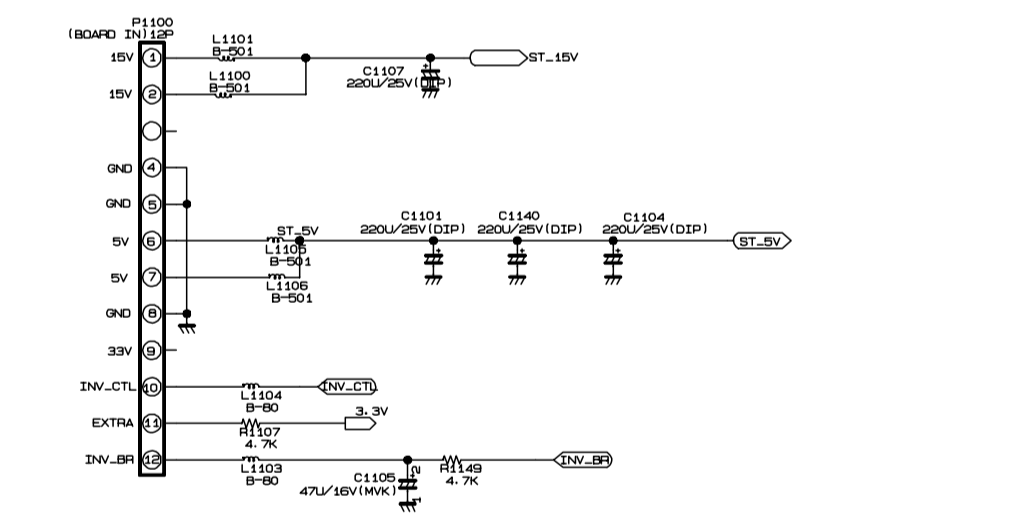 P1100
(BOARD IN)12P
15V 1
L1101
B-501
C1107
220U/25V(DIP)
ST_15V
15V 2
L1100
B-501
GND 4
GND 5
5V 6
ST_5V
L1105
B-501
C1101
220U/25V(DIP)
C1140
220U/25V(DIP)
C1104
220U/25V(DIP)
ST_5V
5V 7
L1106
B-501
GND 8
33V 9
INV_CTL 10
L1104
B-80
INV_CTL
EXTRA 11
R1107
4.7K
3.3V
INV_BR 12
L1103
B-80
C1105
47U/16V(MVK)
2
1
R1149
4.7K
INV_BR
+
+
+
+
+